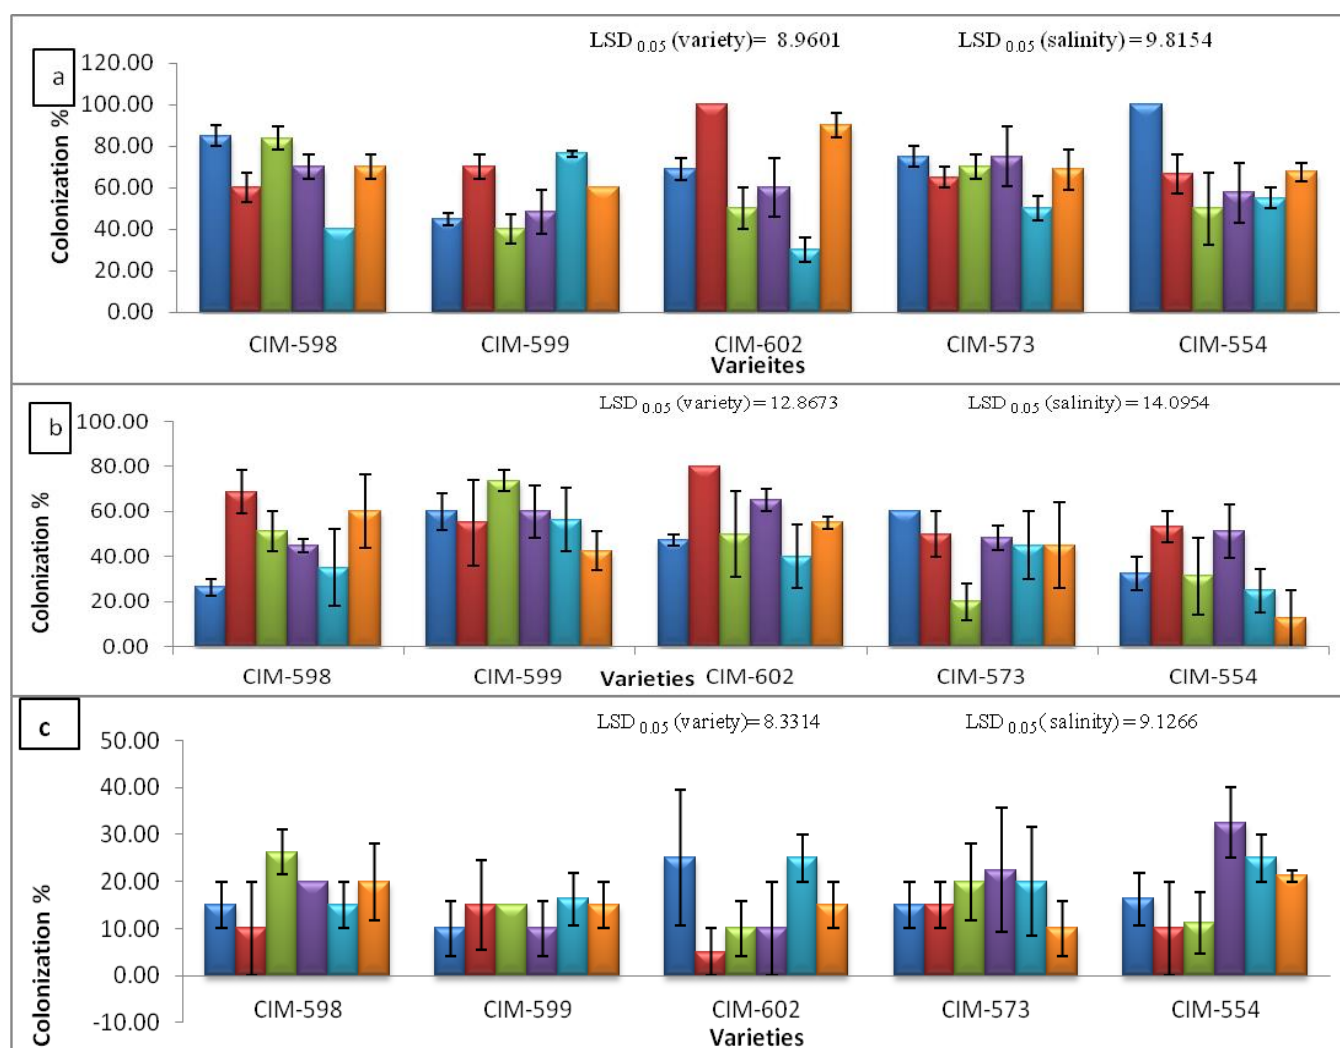 LSD 0.05 (variety)= 8.9601 LSD 0.05 (salinity)=9.8154
a
120.00
100.00
80.00
60.00
40.00
20.00
0.00
Colonization %
CIM-598 CIM-599 CIM-602 CIM-573 CIM-554
Varieites
LSD 0.05 (variety)=12.8673 LSD 0.05 (salinity)=14.0954
b
100.00
80.00
60.00
40.00
20.00
0.00
Colonization %
CIM-598 CIM-599 CIM-602 CIM-573 CIM-554
Varieties
LSD 0.05 (variety)=8.3314 LSD 0.05(salinity)=9.1266
c
50.00
40.00
30.00
20.00
10.00
0.00
-10.00
Colonization %
CIM-598 CIM-599 CIM-602 CIM-573 CIM-554
Varieties